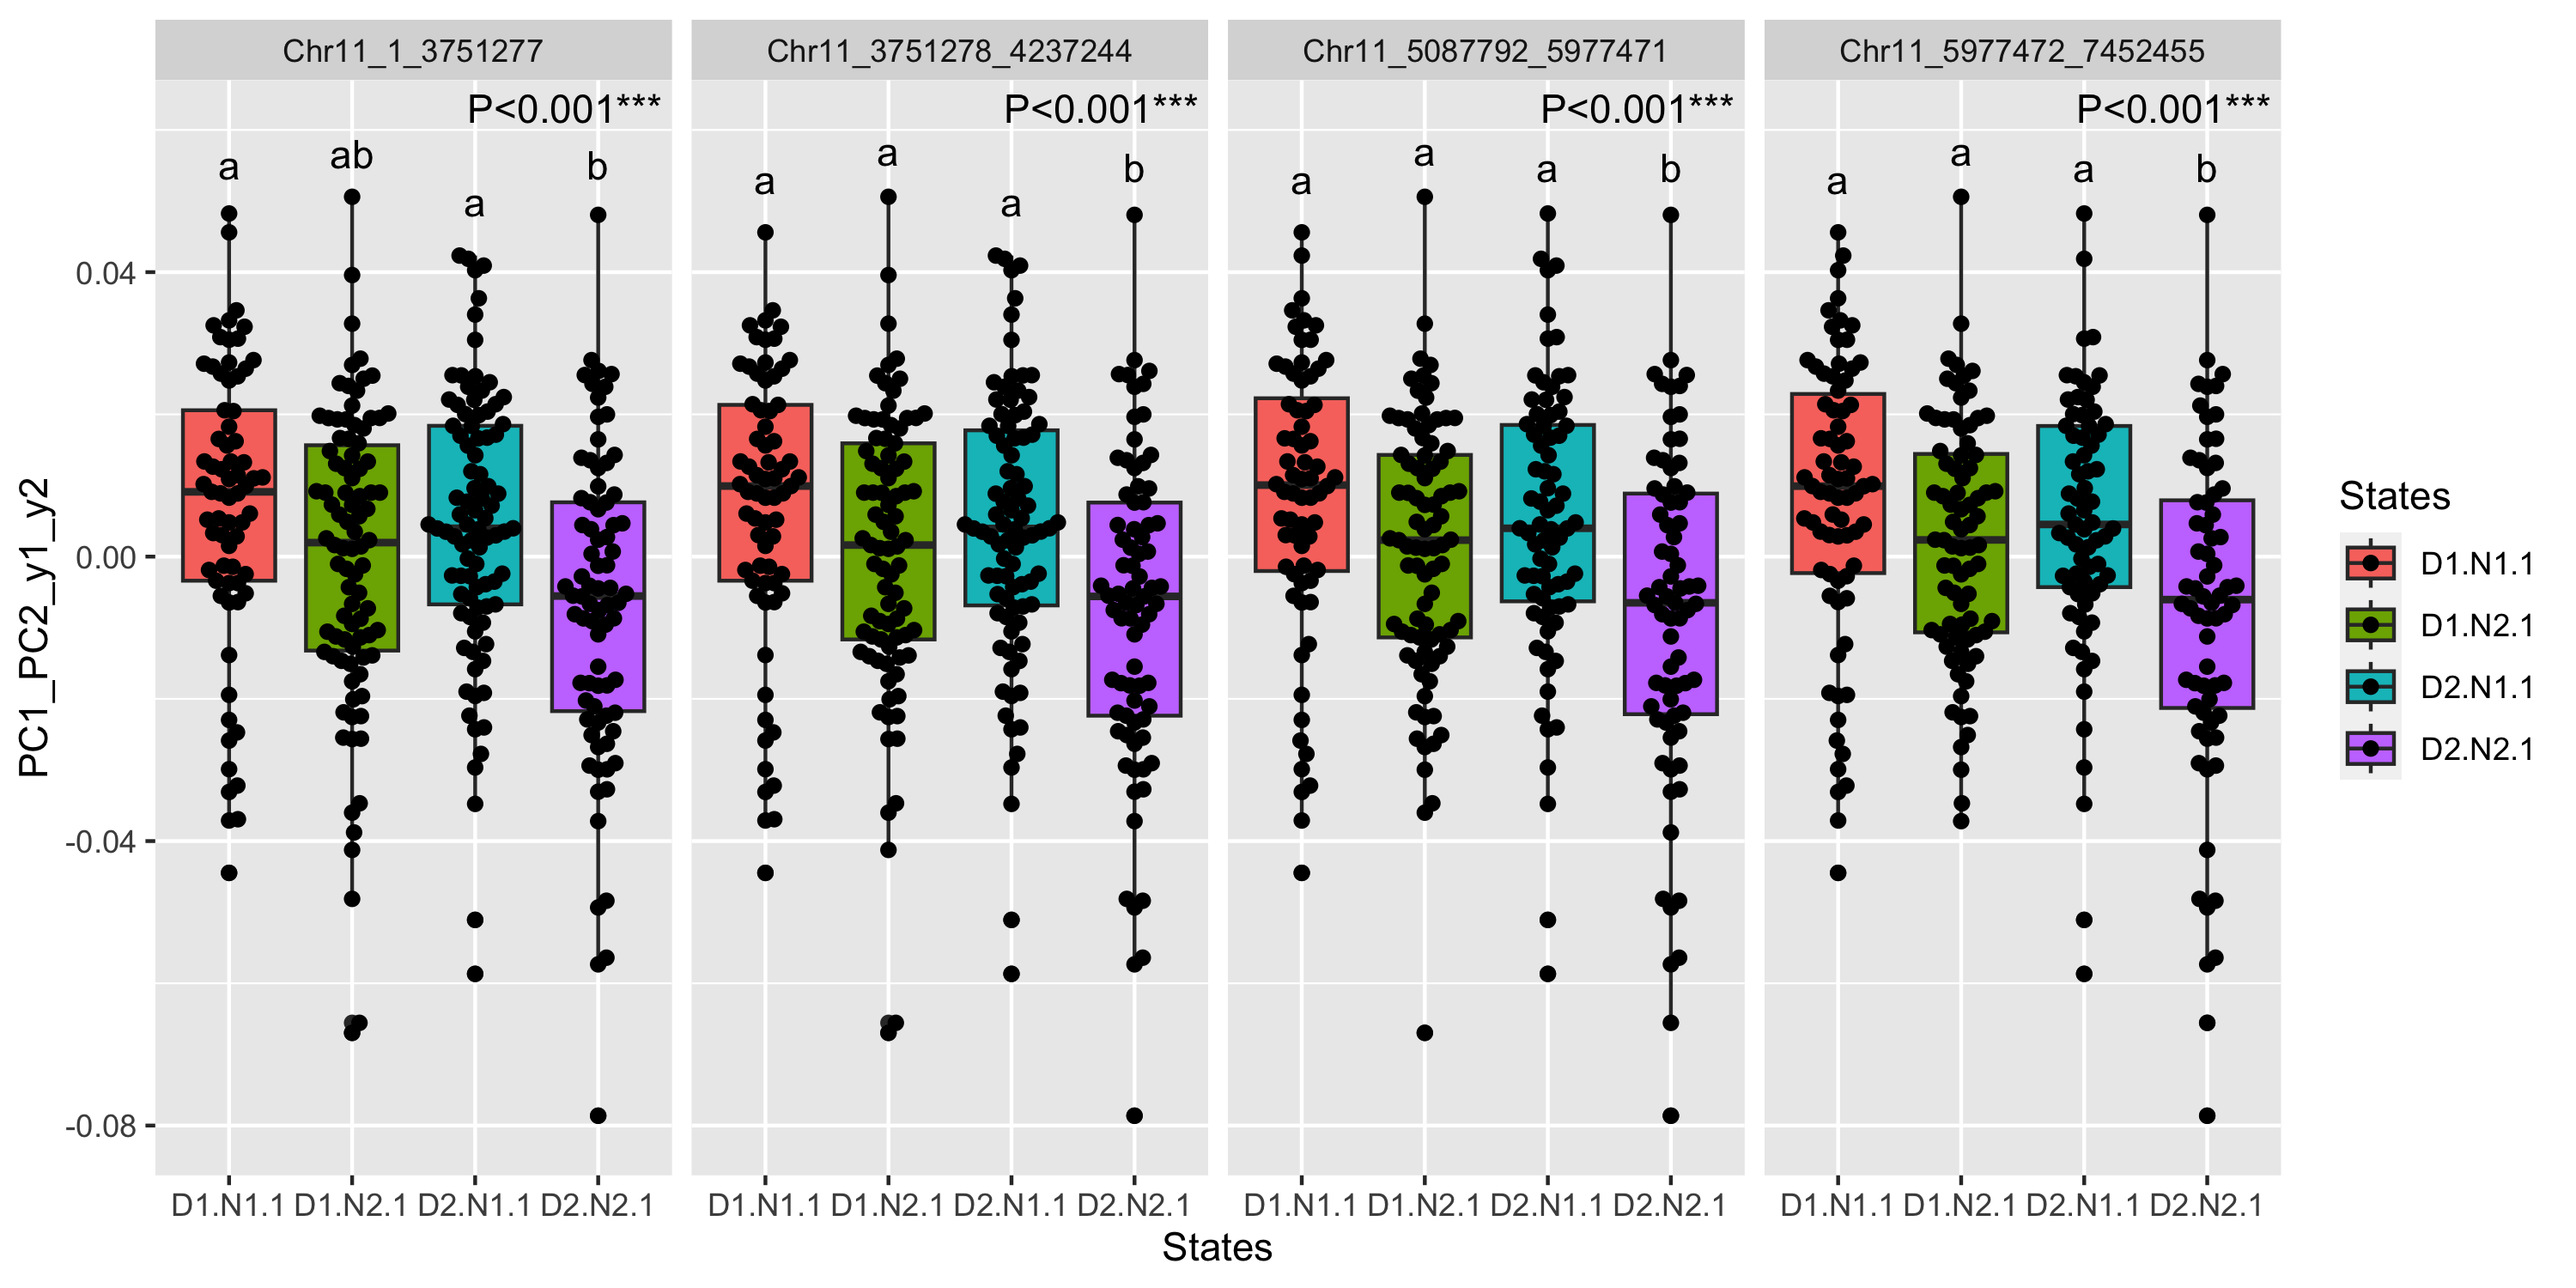 Chr11_1_3751277 Chr11_3751278_4237244 Chr11_5087792_5977471 Chr11_5977472_7452455
P<0.001*** P<0.001*** P<0.001*** P<0.001***
a ab a b a a a b a a a b a a a b
PC1_PC2_y1_y2
0.04
0.00
-0.04
-0.08
D1.N1.1 D1.N2.1 D2.N1.1 D2.N2.1 D1.N1.1 D1.N2.1 D2.N1.1 D2.N2.1 D1.N1.1 D1.N2.1 D2.N1.1 D2.N2.1 D1.N1.1 D1.N2.1 D2.N1.1 D2.N2.1
States
States
D1.N1.1
D1.N2.1
D2.N1.1
D2.N2.1